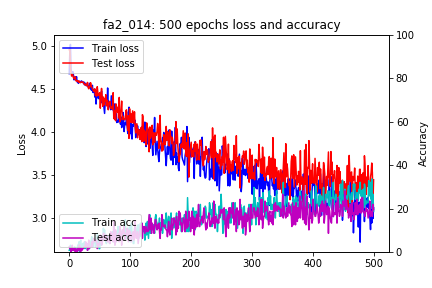 fa2_014: 500 epochs loss and accuracy
Train loss
Test loss
Train acc
Test acc
Loss
Accuracy
5.0
4.5
4.0
3.5
3.0
100
80
60
40
20
0
0
100
200
300
400
500